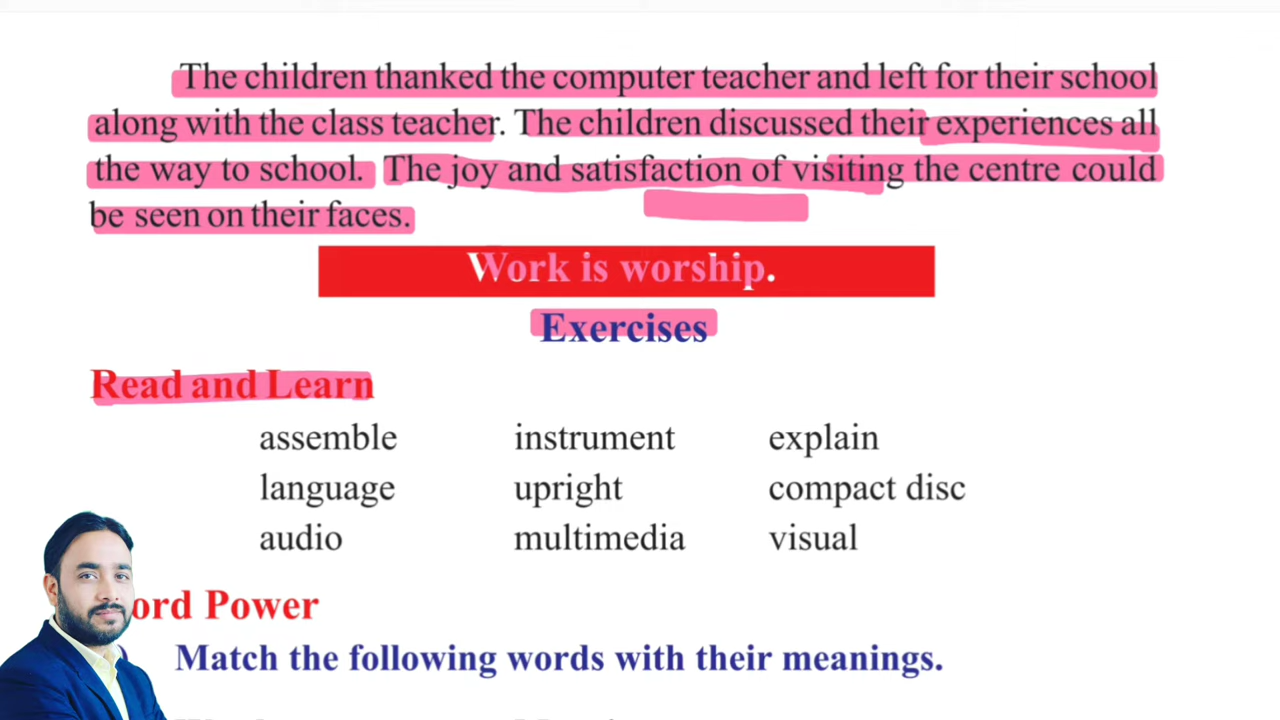 The children thanked the computer teacher and left for their school
along with the class teacher. The children discussed their experiences all
the way to school. The joy and satisfaction of visiting the centre could
be seen on their faces.
Work is worship.
Exercises
Read and Learn
assemble instrument explain
language upright compact disc
audio multimedia visual
ord Power
Match the following words with their meanings.